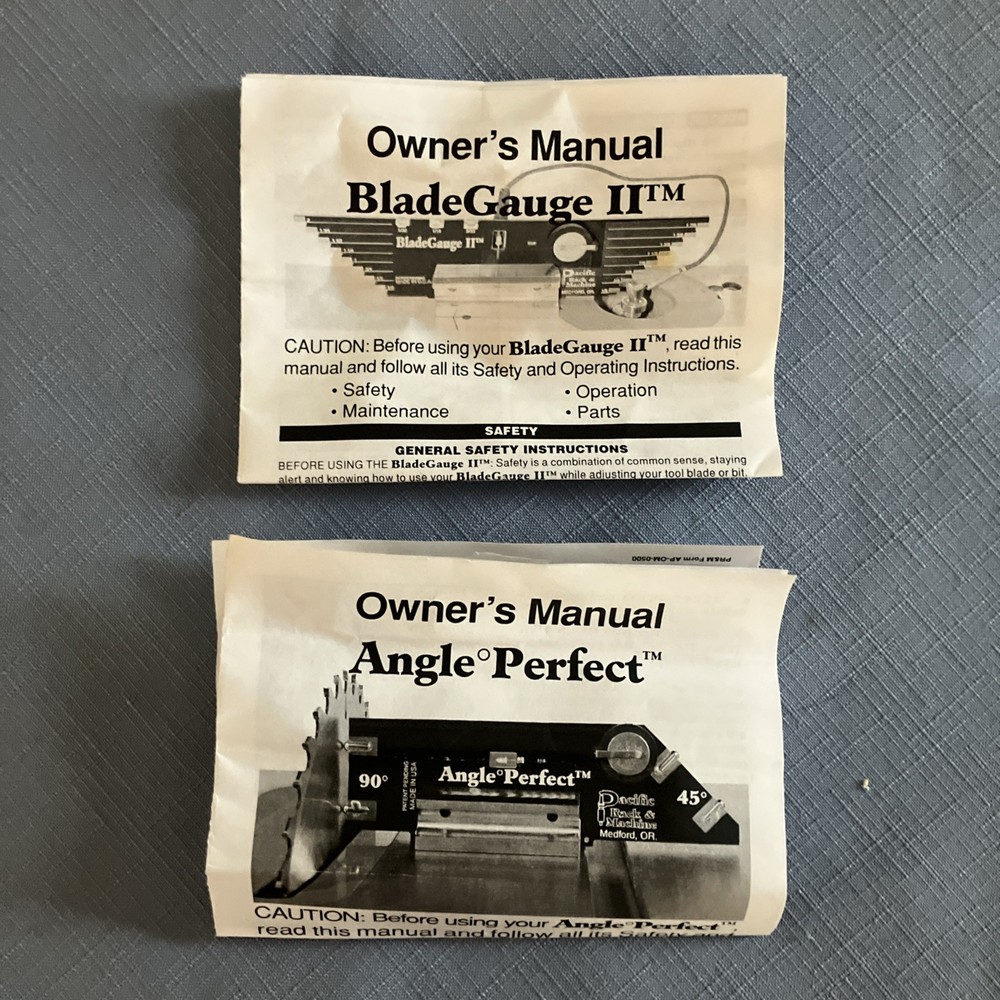 Owner's Manual
BladeGauge II™
BladeGauge II™
Pacific
Rack &
Machine
MEDFORD, OR.
CAUTION: Before using your BladeGauge II™, read this
manual and follow all its Safety and Operating Instructions.
• Safety • Operation
• Maintenance • Parts
SAFETY
GENERAL SAFETY INSTRUCTIONS
BEFORE USING THE BladeGauge II™: Safety is a combination of common sense, staying
alert and knowing how to use your BladeGauge II™ while adjusting your tool blade or bit.
PR&M Form AP-OM-0500
Owner's Manual
Angle°Perfect™
90°
PATENT PENDING
MADE IN USA
Angle°Perfect™
45°
Pacific
Rack &
Machine
Medford, OR.
CAUTION: Before using your Angle°Perfect™,
read this manual and follow all its Safety and